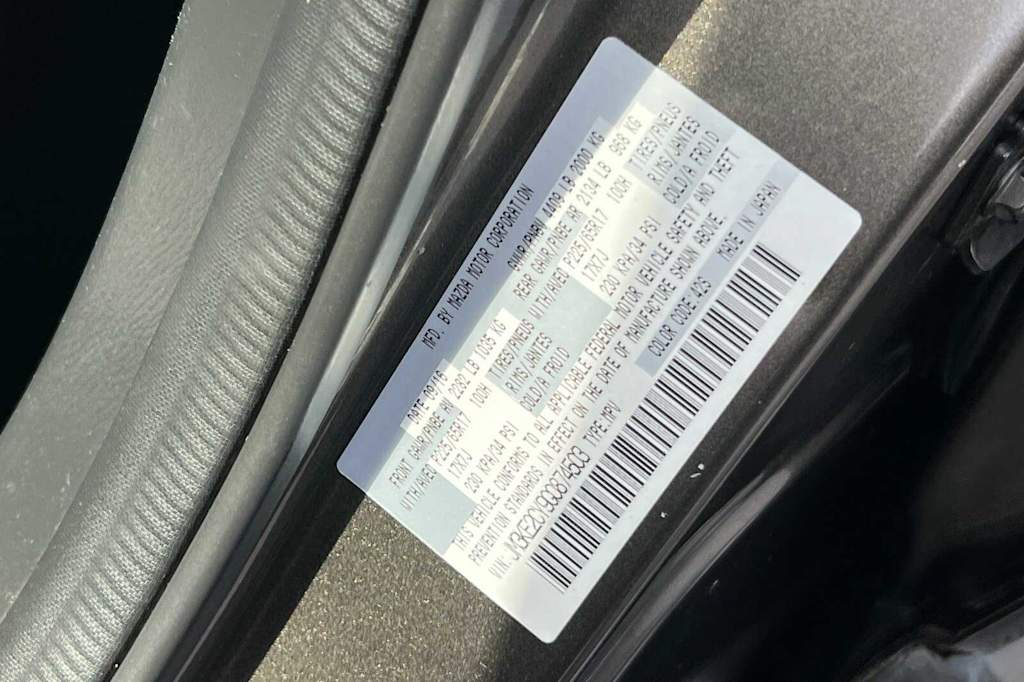 MFD. BY MAZDA MOTOR CORPORATION
DATE 09/16 GVWR/PNBV 4409 LB 2000 KG
FRONT GAWR/PNBE AV 2281 LB 1035 KG REAR GAWR/PNBE AR 2134 LB 968 KG
WITH/AVEC P225/65R17 100H TIRES/PNEUS WITH/AVEC P225/65R17 100H TIRES/PNEUS
17X7J RIMS/JANTES 17X7J RIMS/JANTES
230 KPA/34 PSI COLD/A FROID 230 KPA/34 PSI COLD/A FROID
THIS VEHICLE CONFORMS TO ALL APPLICABLE FEDERAL MOTOR VEHICLE SAFETY AND THEFT
PREVENTION STANDARDS IN EFFECT ON THE DATE OF MANUFACTURE SHOWN ABOVE.
VIN: TYPE:MPV COLOR CODE:42S MADE IN JAPAN